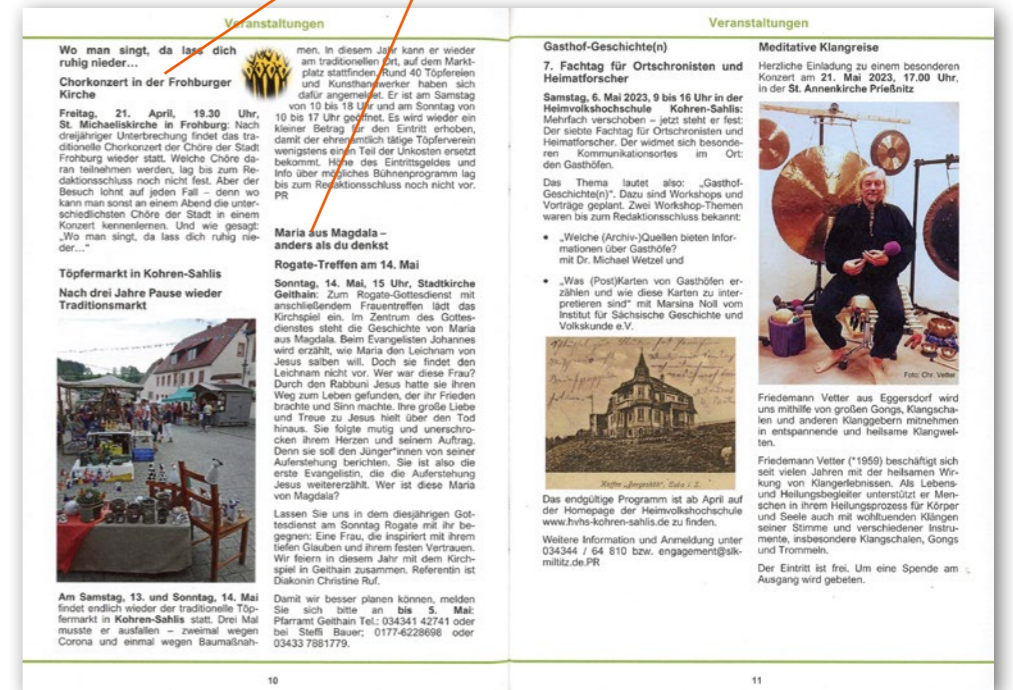 Veranstaltungen
Wo man singt, da lass dich
ruhig nieder…
Chorkonzert in der Frohburger
Kirche
Freitag, 21. April, 19.30 Uhr,
St. Michaeliskirche in Frohburg: Nach
dreijähriger Unterbrechung findet das tra-
ditionelle Chorkonzert der Chöre der Stadt
Frohburg wieder statt. Welche Chöre da-
ran teilnehmen werden, lag bis zum Re-
daktionsschluss noch nicht fest. Aber der
Besuch lohnt auf jeden Fall – denn wo
kann man sonst an einem Abend die unter-
schiedlichsten Chöre der Stadt in einem
Konzert kennenlernen. Und wie gesagt:
„Wo man singt, da lass dich ruhig nie-
der…"
Töpfermarkt in Kohren-Sahlis
Nach drei Jahre Pause wieder
Traditionsmarkt
Am Samstag, 13. und Sonntag, 14. Mai
findet endlich wieder der traditionelle Töp-
fermarkt in Kohren-Sahlis statt. Drei Mal
musste er ausfallen – zweimal wegen
Corona und einmal wegen Baumaßnah-
men. In diesem Jahr kann er wieder
am traditionellen Ort, auf dem Markt-
platz stattfinden. Rund 40 Töpfereien
und Kunsthandwerker haben sich
dafür angemeldet. Er ist am Samstag
von 10 bis 18 Uhr und am Sonntag von
10 bis 17 Uhr geöffnet. Es wird wieder ein
kleiner Betrag für den Eintritt erhoben,
damit der ehrenamtlich tätige Töpferverein
wenigstens einen Teil der Unkosten ersetzt
bekommt. Höhe des Eintrittsgeldes und
Info über mögliches Bühnenprogramm lag
bis zum Redaktionsschluss noch nicht vor.
PR
Maria aus Magdala –
anders als du denkst
Rogate-Treffen am 14. Mai
Sonntag, 14. Mai, 15 Uhr, Stadtkirche
Geithain: Zum Rogate-Gottesdienst mit
anschließendem Frauentreffen lädt das
Kirchspiel ein. Im Zentrum des Gottes-
dienstes steht die Geschichte von Maria
aus Magdala. Beim Evangelisten Johannes
wird erzählt, wie Maria den Leichnam von
Jesus salben will. Doch sie findet den
Leichnam nicht vor. Wer war diese Frau?
Durch den Rabbuni Jesus hatte sie ihren
Weg zum Leben gefunden, der ihr Frieden
brachte und Sinn machte. Ihre große Liebe
und Treue zu Jesus hielt über den Tod
hinaus. Sie folgte mutig und unerschro-
cken ihrem Herzen und seinem Auftrag.
Denn sie soll den Jünger*innen von seiner
Auferstehung berichten. Sie ist also die
erste Evangelistin, die die Auferstehung
Jesus weitererzählt. Wer ist diese Maria
von Magdala?
Lassen Sie uns in dem diesjährigen Got-
tesdienst am Sonntag Rogate mit ihr be-
gegnen: Eine Frau, die inspiriert mit ihrem
tiefen Glauben und ihrem festen Vertrauen.
Wir feiern in diesem Jahr mit dem Kirch-
spiel in Geithain zusammen. Referentin ist
Diakonin Christine Ruf.
Damit wir besser planen können, melden
Sie sich bitte an bis 5. Mai:
Pfarramt Geithain Tel.: 034341 42741 oder
bei Steffi Bauer; 0177-6228698 oder
03433 7881779.
10
Veranstaltungen
Gasthof-Geschichte(n)
7. Fachtag für Ortschronisten und
Heimatforscher
Samstag, 6. Mai 2023, 9 bis 16 Uhr in der
Heimvolkshochschule Kohren-Sahlis:
Mehrfach verschoben – jetzt steht er fest:
Der siebte Fachtag für Ortschronisten und
Heimatforscher. Der widmet sich besonde-
ren Kommunikationsortes im Ort:
den Gasthöfen.
Das Thema lautet also: „Gasthof-
Geschichte(n)". Dazu sind Workshops und
Vorträge geplant. Zwei Workshop-Themen
waren bis zum Redaktionsschluss bekannt:
• „Welche (Archiv-)Quellen bieten Infor-
mationen über Gasthöfe?
mit Dr. Michael Wetzel und
• „Was (Post)Karten von Gasthöfen er-
zählen und wie diese Karten zu inter-
pretieren sind" mit Marsina Noll vom
Institut für Sächsische Geschichte und
Volkskunde e.V.
Das endgültige Programm ist ab April auf
der Homepage der Heimvolkshochschule
www.hvhs-kohren-sahlis.de zu finden.
Weitere Information und Anmeldung unter
034344 / 64 810 bzw. engagement@slk-
miltitz.de.PR
Meditative Klangreise
Herzliche Einladung zu einem besonderen
Konzert am 21. Mai 2023, 17.00 Uhr,
in der St. Annenkirche Prießnitz
Foto: Chr. Vetter
Friedemann Vetter aus Eggersdorf wird
uns mithilfe von großen Gongs, Klangscha-
len und anderen Klanggebern mitnehmen
in entspannende und heilsame Klangwel-
ten.
Friedemann Vetter (*1959) beschäftigt sich
seit vielen Jahren mit der heilsamen Wir-
kung von Klangerlebnissen. Als Lebens-
und Heilungsbegleiter unterstützt er Men-
schen in ihrem Heilungsprozess für Körper
und Seele auch mit wohltuenden Klängen
seiner Stimme und verschiedener Instru-
mente, insbesondere Klangschalen, Gongs
und Trommeln.
Der Eintritt ist frei. Um eine Spende am
Ausgang wird gebeten.
11